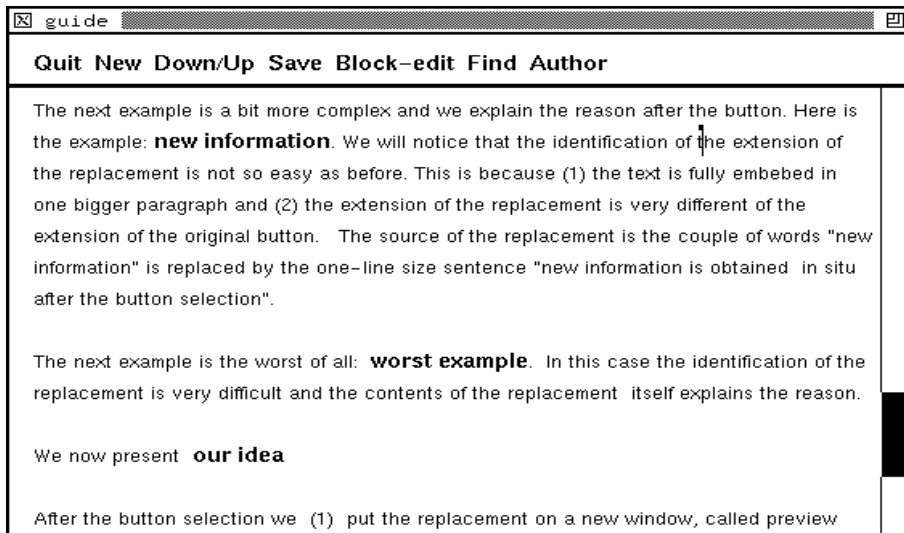 guide
Quit New Down/Up Save Block-edit Find Author
The next example is a bit more complex and we explain the reason after the button. Here is
the example: new information. We will notice that the identification of the extension of
the replacement is not so easy as before. This is because (1) the text is fully embebed in
one bigger paragraph and (2) the extension of the replacement is very different of the
extension of the original button. The source of the replacement is the couple of words "new
information" is replaced by the one-line size sentence "new information is obtained in situ
after the button selection".
The next example is the worst of all: worst example. In this case the identification of the
replacement is very difficult and the contents of the replacement itself explains the reason.
We now present our idea
After the button selection we (1) put the replacement on a new window, called preview